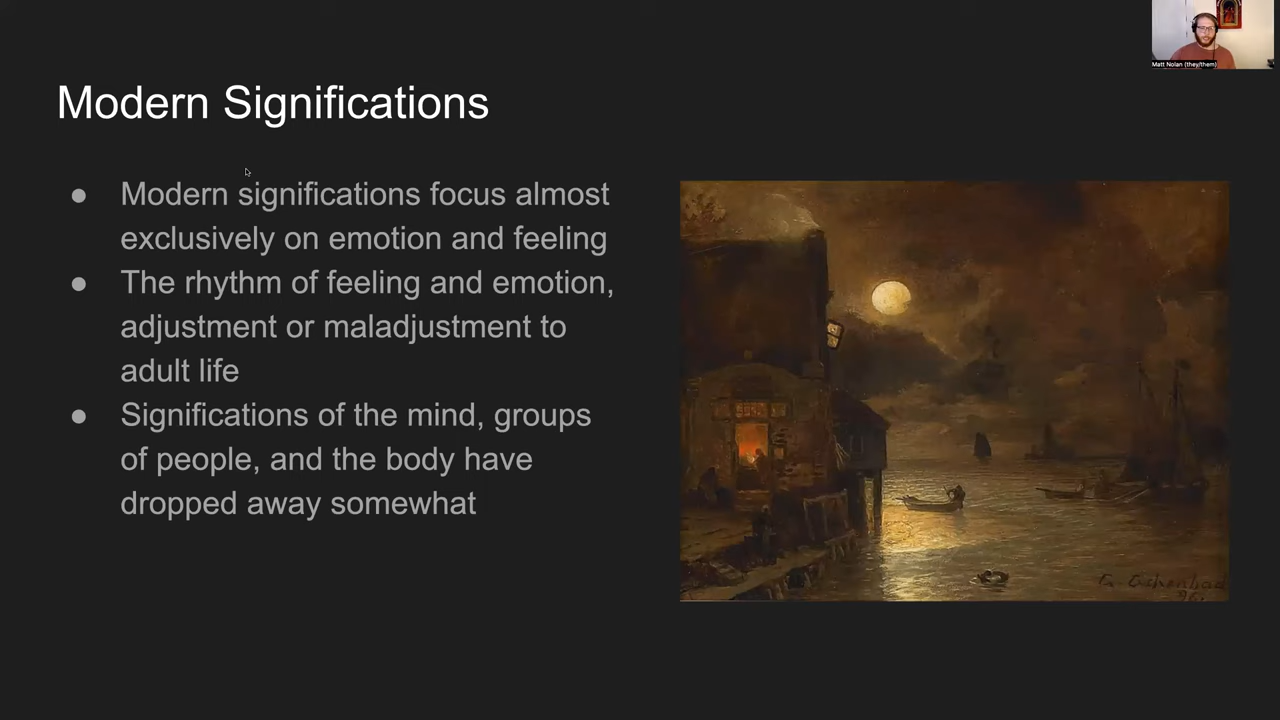 Matt Nolan (they/them)
Modern Significations
● Modern significations focus almost
exclusively on emotion and feeling
● The rhythm of feeling and emotion,
adjustment or maladjustment to
adult life
● Significations of the mind, groups
of people, and the body have
dropped away somewhat